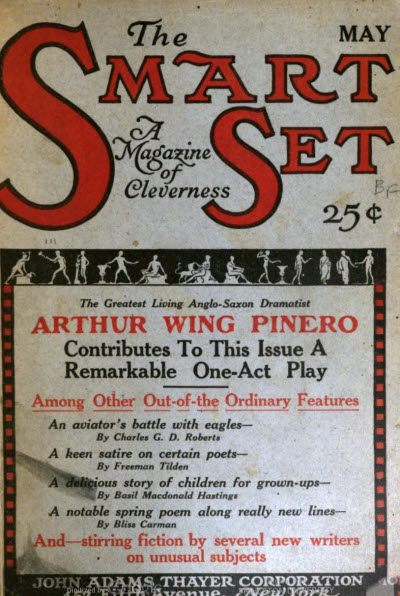 The
MAY
SMART
SET
A
Magazine
of
Cleverness
BF
25¢
The Greatest Living Anglo-Saxon Dramatist
ARTHUR WING PINERO
Contributes To This Issue A
Remarkable One-Act Play
Among Other Out-of-the Ordinary Features
An aviator's battle with eagles—
By Charles G. D. Roberts
A keen satire on certain poets—
By Freeman Tilden
A delicious story of children for grown-ups—
By Basil Macdonald Hastings
A notable spring poem along really new lines—
By Bliss Carman
And—stirring fiction by several new writers
on unusual subjects
JOHN ADAMS THAYER CORPORATION
Avenue, New York